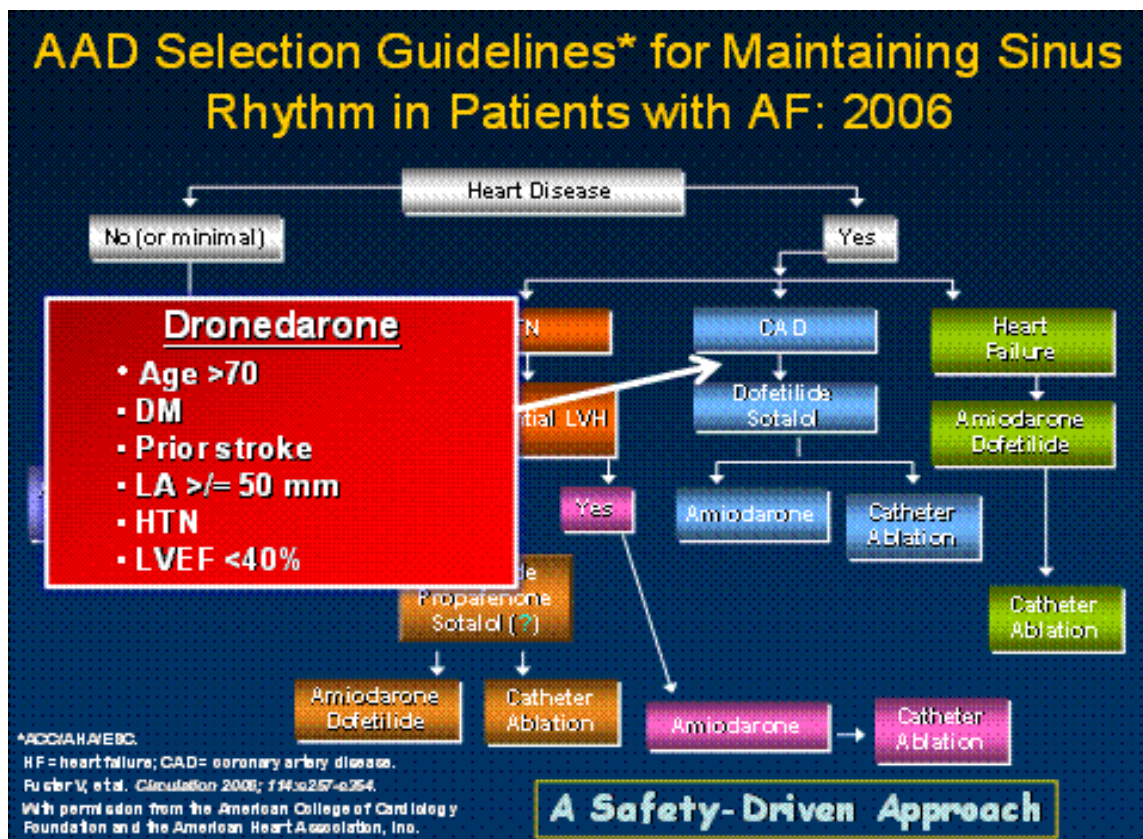 AAD Selection Guidelines* for Maintaining Sinus
Rhythm in Patients with AF: 2006
Heart Disease
No (or minimal)
Yes
Dronedarone
• Age >70
• DM
• Prior stroke
• LA >/= 50 mm
• HTN
• LVEF <40%
CAD
Heart
Failure
LVH
Dofetilide
Sotalol
Amiodarone
Dofetilide
Yes
Amiodarone
Catheter
Ablation
Propafenone
Sotalol (?)
Catheter
Ablation
Amiodarone
Dofetilide
Catheter
Ablation
Amiodarone
Catheter
Ablation
*ACC/AHA/ESC.
HF = heart failure; CAD= coronary artery disease.
Fuster V, et al. Circulation 2006; 114:e257-e354.
With permission from the American College of Cardiology
Foundation and the American Heart Association, Inc.
A Safety-Driven Approach